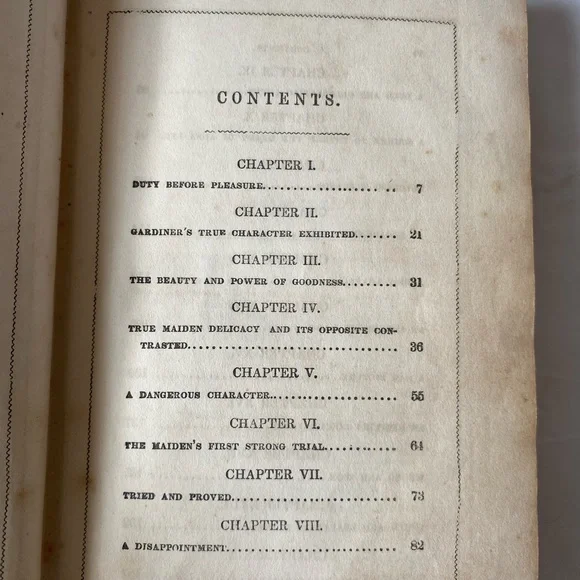 CONTENTS.
CHAPTER I.
DUTY BEFORE PLEASURE.................. .. 7
CHAPTER II.
GARDINER'S TRUE CHARACTER EXHIBITED....... 21
CHAPTER III.
THE BEAUTY AND POWER OF GOODNESS......... 31
CHAPTER IV.
TRUE MAIDEN DELICACY AND ITS OPPOSITE CON-
TRASTED................................. 36
CHAPTER V.
A DANGEROUS CHARACTER..................... 55
CHAPTER VI.
THE MAIDEN'S FIRST STRONG TRIAL............ 64
CHAPTER VII.
TRIED AND PROVED........................... 73
CHAPTER VIII.
A DISAPPOINTMENT........................... 82